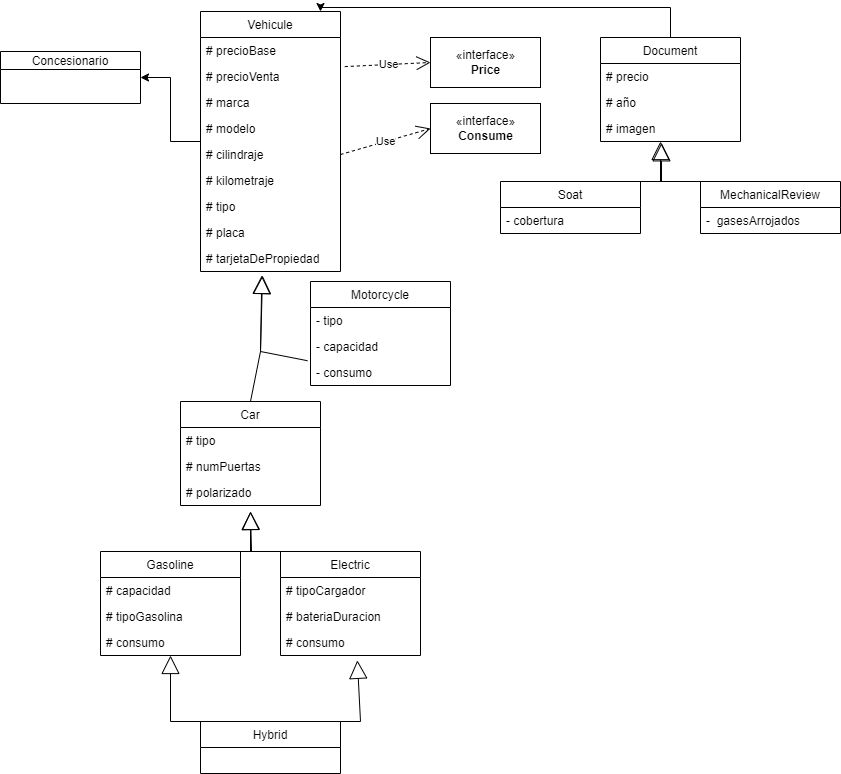 Vehicule
# precioBase
# precioVenta
# marca
# modelo
# cilindraje
# kilometraje
# tipo
# placa
# tarjetaDePropiedad
Concesionario
Use
«interface»
Price
Use
«interface»
Consume
Document
# precio
# año
# imagen
Soat
- cobertura
MechanicalReview
- gasesArrojados
Motorcycle
- tipo
- capacidad
- consumo
Car
# tipo
# numPuertas
# polarizado
Gasoline
# capacidad
# tipoGasolina
# consumo
Electric
# tipoCargador
# bateriaDuracion
# consumo
Hybrid